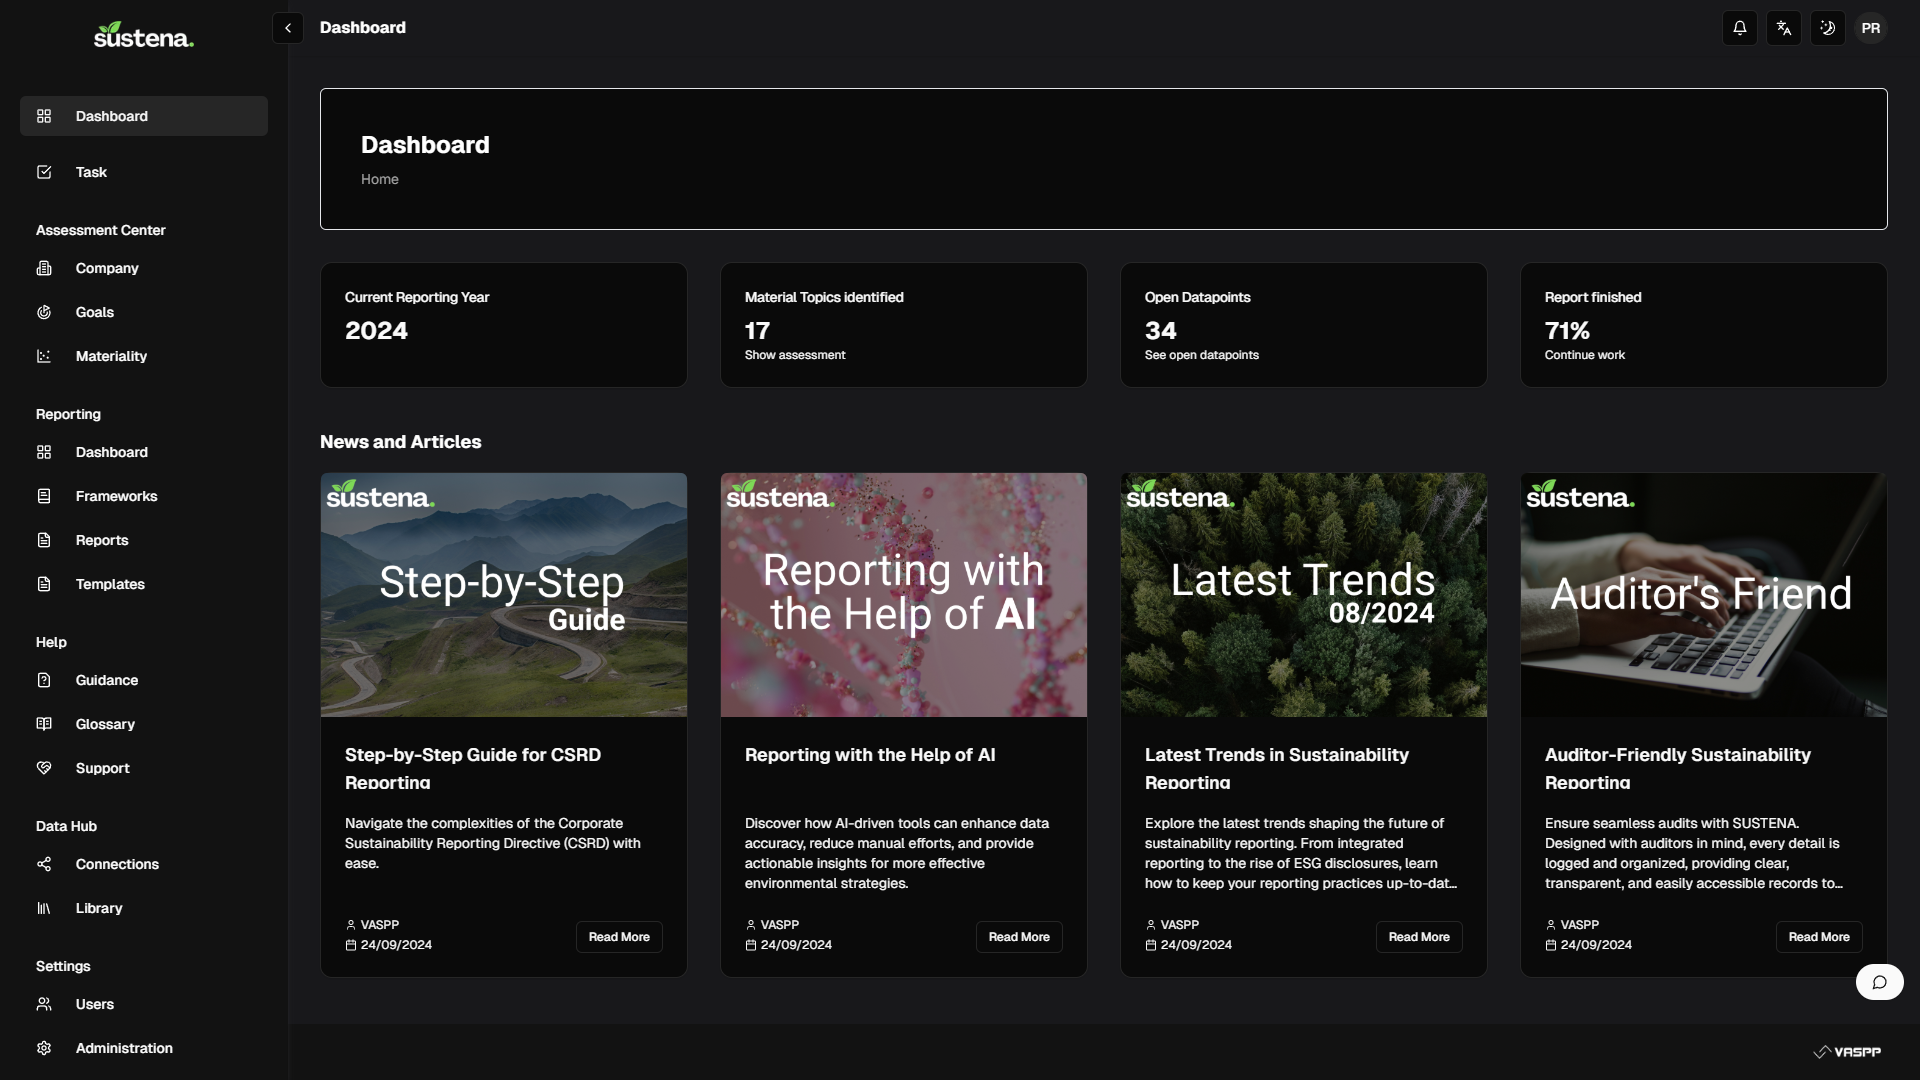 sustena.
Dashboard
PR
Dashboard
Task
Assessment Center
Company
Goals
Materiality
Reporting
Dashboard
Frameworks
Reports
Templates
Help
Guidance
Glossary
Support
Data Hub
Connections
Library
Settings
Users
Administration
Dashboard
Home
Current Reporting Year
2024
Material Topics identified
17
Show assessment
Open Datapoints
34
See open datapoints
Report finished
71%
Continue work
News and Articles
sustena.
Step-by-Step
Guide
Step-by-Step Guide for CSRD
Reporting
Navigate the complexities of the Corporate
Sustainability Reporting Directive (CSRD) with
ease.
VASPP
24/09/2024
Read More
sustena.
Reporting with
the Help of AI
Reporting with the Help of AI
Discover how AI-driven tools can enhance data
accuracy, reduce manual efforts, and provide
actionable insights for more effective
environmental strategies.
VASPP
24/09/2024
Read More
sustena.
Latest Trends
08/2024
Latest Trends in Sustainability
Reporting
Explore the latest trends shaping the future of
sustainability reporting. From integrated
reporting to the rise of ESG disclosures, learn
how to keep your reporting practices up-to-dat...
VASPP
24/09/2024
Read More
sustena.
Auditor's Friend
Auditor-Friendly Sustainability
Reporting
Ensure seamless audits with SUSTENA.
Designed with auditors in mind, every detail is
logged and organized, providing clear,
transparent, and easily accessible records to...
VASPP
24/09/2024
Read More
VASPP